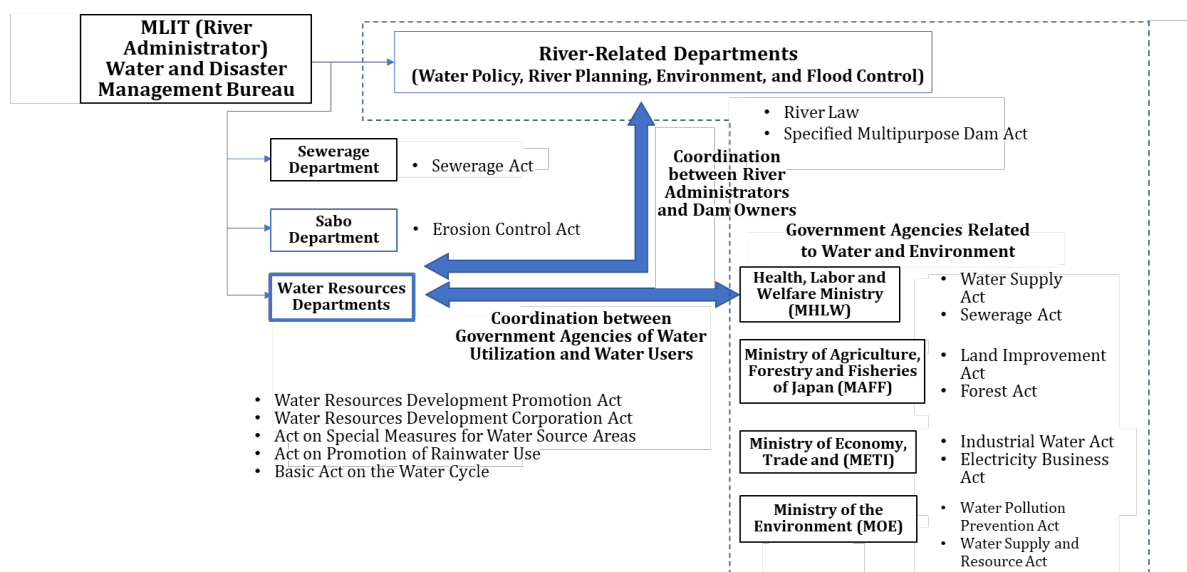 MLIT (River
Administrator)
Water and Disaster
Management Bureau
River-Related Departments
(Water Policy, River Planning, Environment, and Flood Control)
• River Law
• Specified Multipurpose Dam Act
Sewerage
Department
• Sewerage Act
Coordination
between River
Administrators
and Dam Owners
Sabo
Department
• Erosion Control Act
Government Agencies Related
to Water and Environment
Water Resources
Departments
Health, Labor and
Welfare Ministry
(MHLW)
• Water Supply
Act
• Sewerage Act
Coordination between
Government Agencies of Water
Utilization and Water Users
Ministry of Agriculture,
Forestry and Fisheries
of Japan (MAFF)
• Land Improvement
Act
• Forest Act
• Water Resources Development Promotion Act
• Water Resources Development Corporation Act
• Act on Special Measures for Water Source Areas
• Act on Promotion of Rainwater Use
• Basic Act on the Water Cycle
Ministry of Economy,
Trade and (METI)
• Industrial Water Act
• Electricity Business
Act
Ministry of the
Environment (MOE)
• Water Pollution
Prevention Act
• Water Supply and
Resource Act